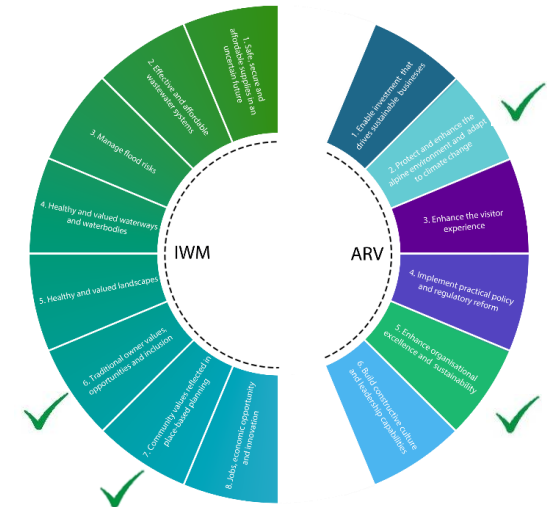 1. Safe, secure and
affordable supplies in an
uncertain future
2. Effective and affordable
wastewater systems
3. Manage flood risks
4. Healthy and valued waterways
and waterbodies
5. Healthy and valued landscapes
6. Traditional owner values,
opportunities and inclusion
7. Community values reflected in
place-based planning
8. Jobs, economic opportunity
and innovation
IWM
ARV
1. Enable investment that
drives sustainable businesses
2. Protect and enhance the
alpine environment and adapt
to climate change
3. Enhance the visitor
experience
4. Implement practical policy
and regulatory reform
5. Enhance organisational
excellence and sustainability
6. Build constructive culture
and leadership capabilities